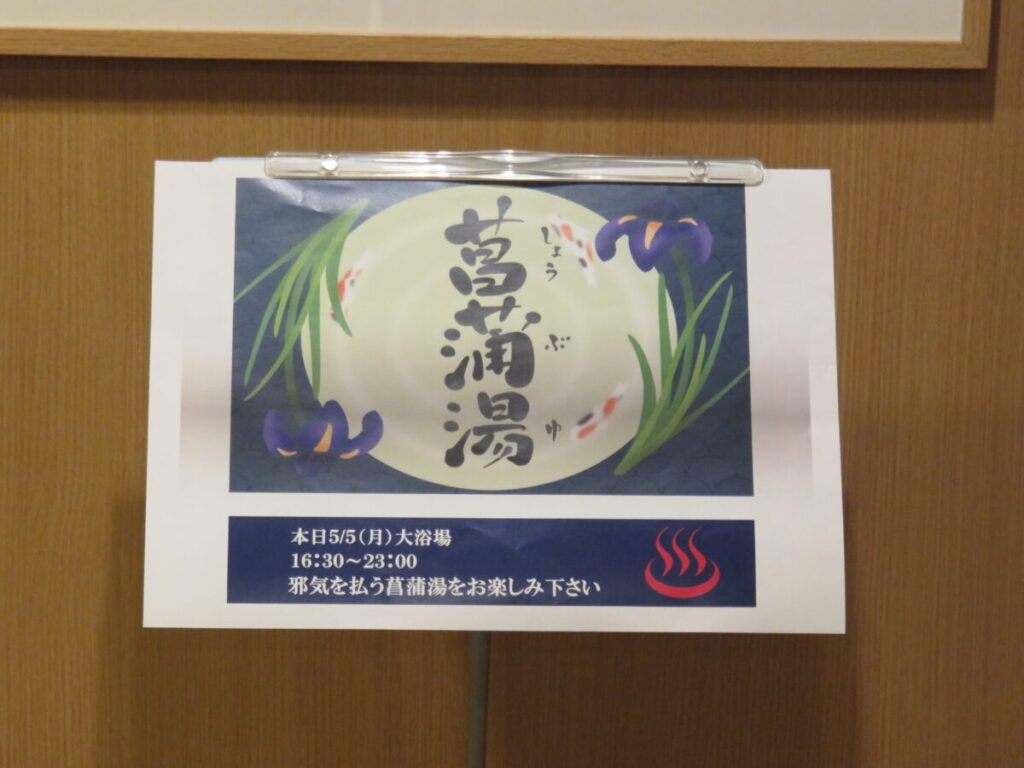 菖蒲湯
しょうぶゆ
本日5/5(月)大浴場
16:30～23:00
邪気を払う菖蒲湯をお楽しみ下さい